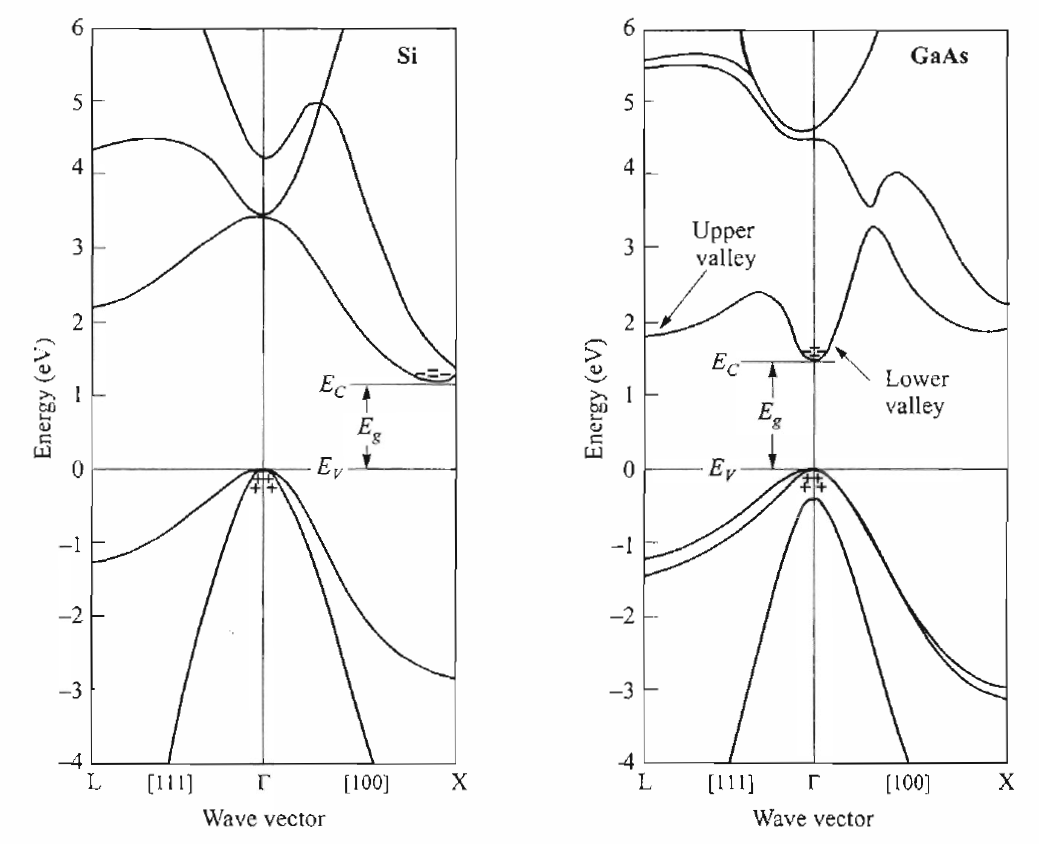 Si
6
5
4
3
2
1
0
−1
−2
−3
−4
Energy (eV)
E_C
E_g
E_V
L [111] Γ [100] X
Wave vector
GaAs
6
5
4
3
2
1
0
−1
−2
−3
-4
Energy (eV)
Upper
valley
Lower
valley
E_C
E_g
E_V
L [111] Γ [100] X
Wave vector